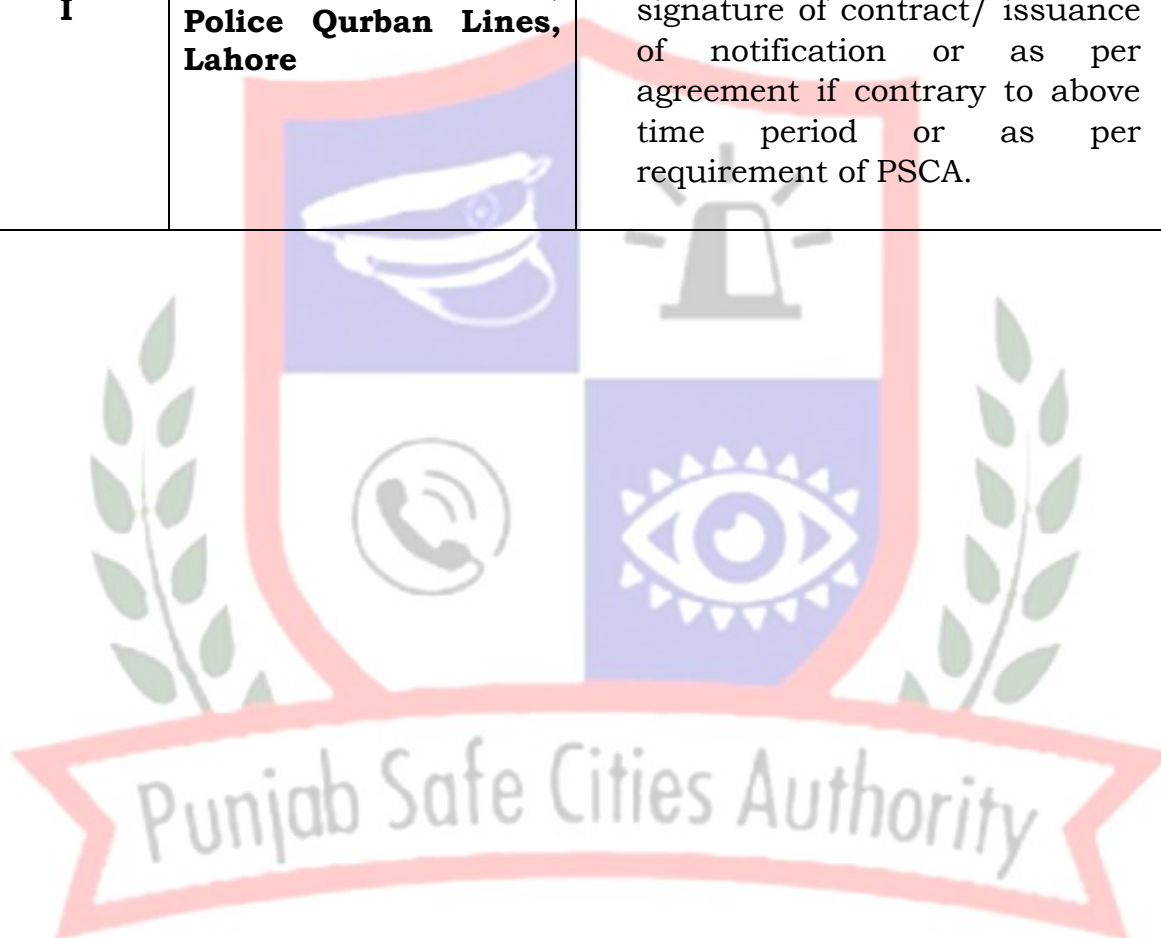 I
Police Qurban Lines,
Lahore
signature of contract/ issuance
of notification or as per
agreement if contrary to above
time period or as per
requirement of PSCA.
Punjab Safe Cities Authority